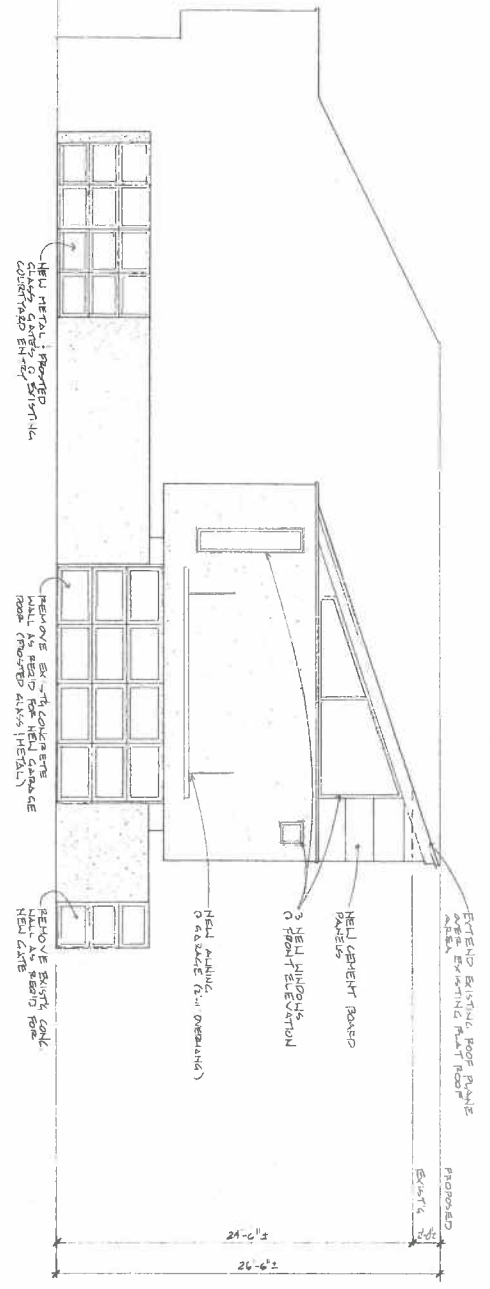 NEW METAL & FROSTED
GLASS GATES @ EXISTING
COURTYARD ENTRY
REMOVE EXIST'G CONCRETE
WALL AS REQ'D FOR NEW GARAGE
DOOR (FROSTED GLASS/METAL)
REMOVE EXIST'G CONC.
WALL AS REQ'D FOR
NEW GATE
NEW AWNING
@ GARAGE (2'-0" OVERHANG)
3 NEW WINDOWS
@ FRONT ELEVATION
NEW CEMENT BOARD
PANELS
EXTEND EXISTING ROOF PLANE
OVER EXISTING FLAT ROOF
AREA
PROPOSED
EXIST'G
24'-6"±
26'-6"±